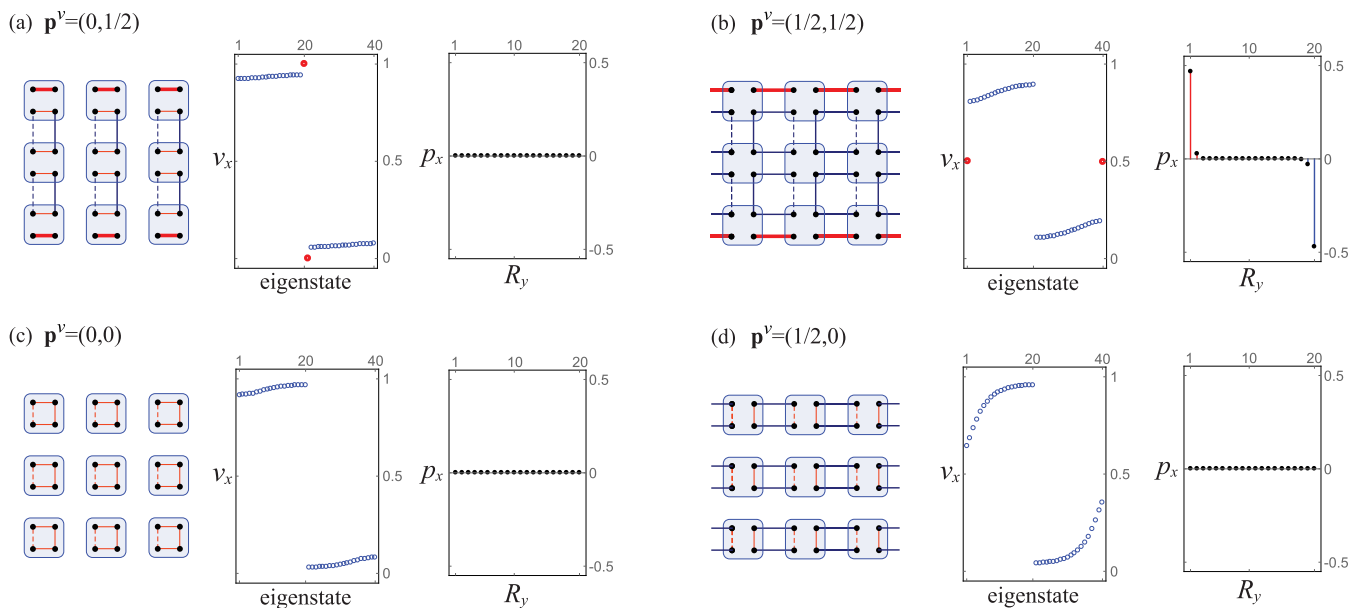 (a) p^v=(0,1/2)
1 20 40
1
v_x 0.5
0
eigenstate
1 10 20
0.5
p_x 0
-0.5
R_y
(b) p^v=(1/2,1/2)
1 20 40
1
v_x 0.5
0
eigenstate
1 10 20
0.5
p_x 0
-0.5
R_y
(c) p^v=(0,0)
1 20 40
1
v_x 0.5
0
eigenstate
1 10 20
0.5
p_x 0
-0.5
R_y
(d) p^v=(1/2,0)
1 20 40
1
v_x 0.5
0
eigenstate
1 10 20
0.5
p_x 0
-0.5
R_y